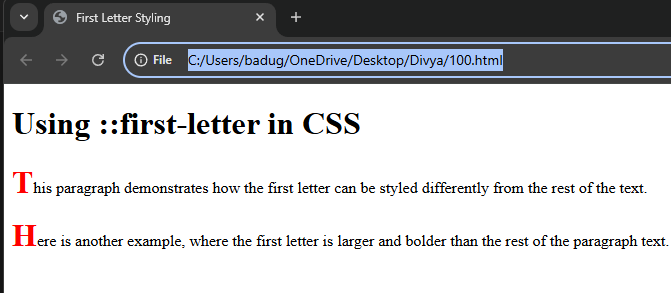 First Letter Styling
File C:/Users/badug/OneDrive/Desktop/Divya/100.html
Using ::first-letter in CSS
This paragraph demonstrates how the first letter can be styled differently from the rest of the text.
Here is another example, where the first letter is larger and bolder than the rest of the paragraph text.